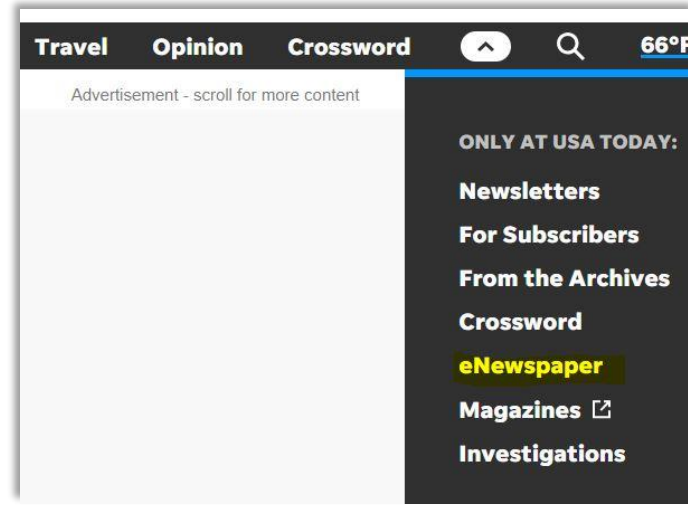 Travel Opinion Crossword 66°F
Advertisement - scroll for more content
ONLY AT USA TODAY:
Newsletters
For Subscribers
From the Archives
Crossword
eNewspaper
Magazines
Investigations